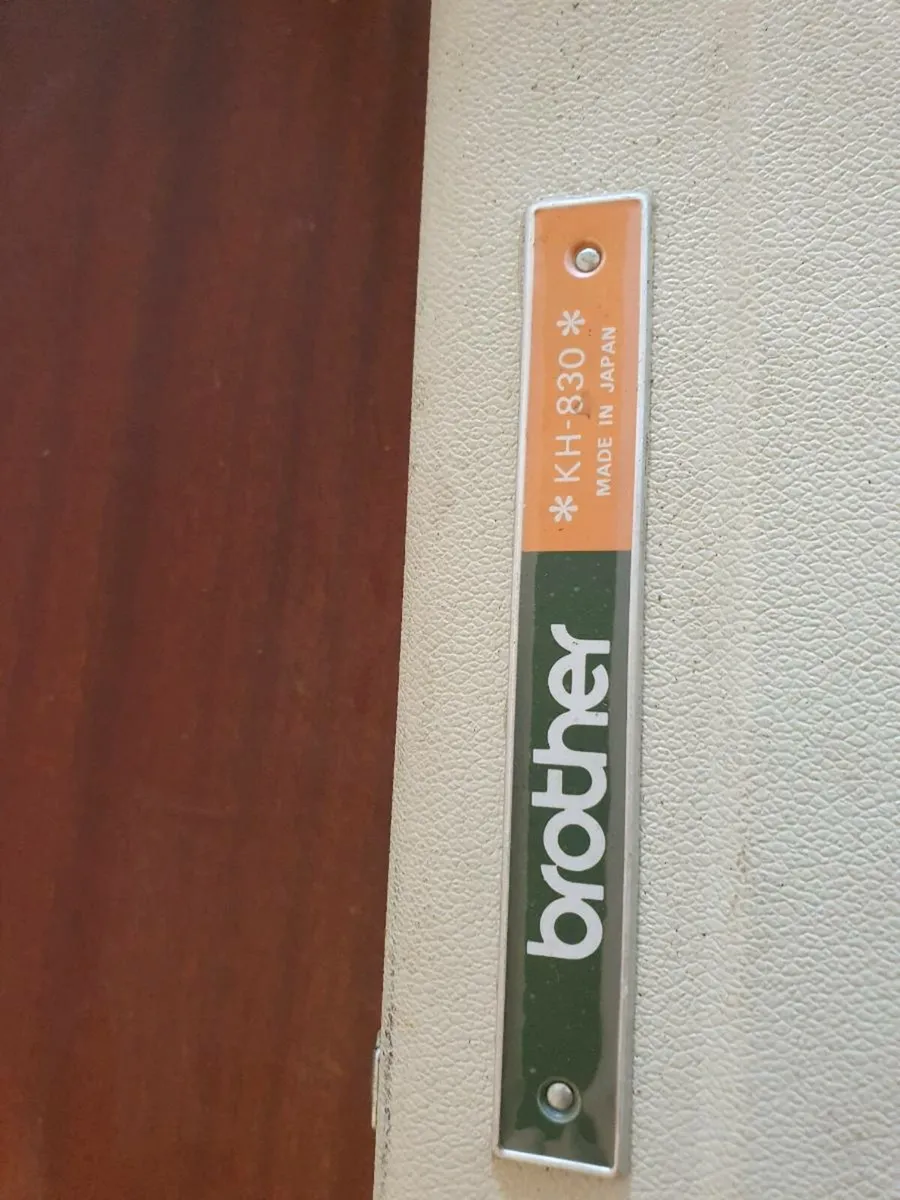 brother
*KH-830*
MADE IN JAPAN